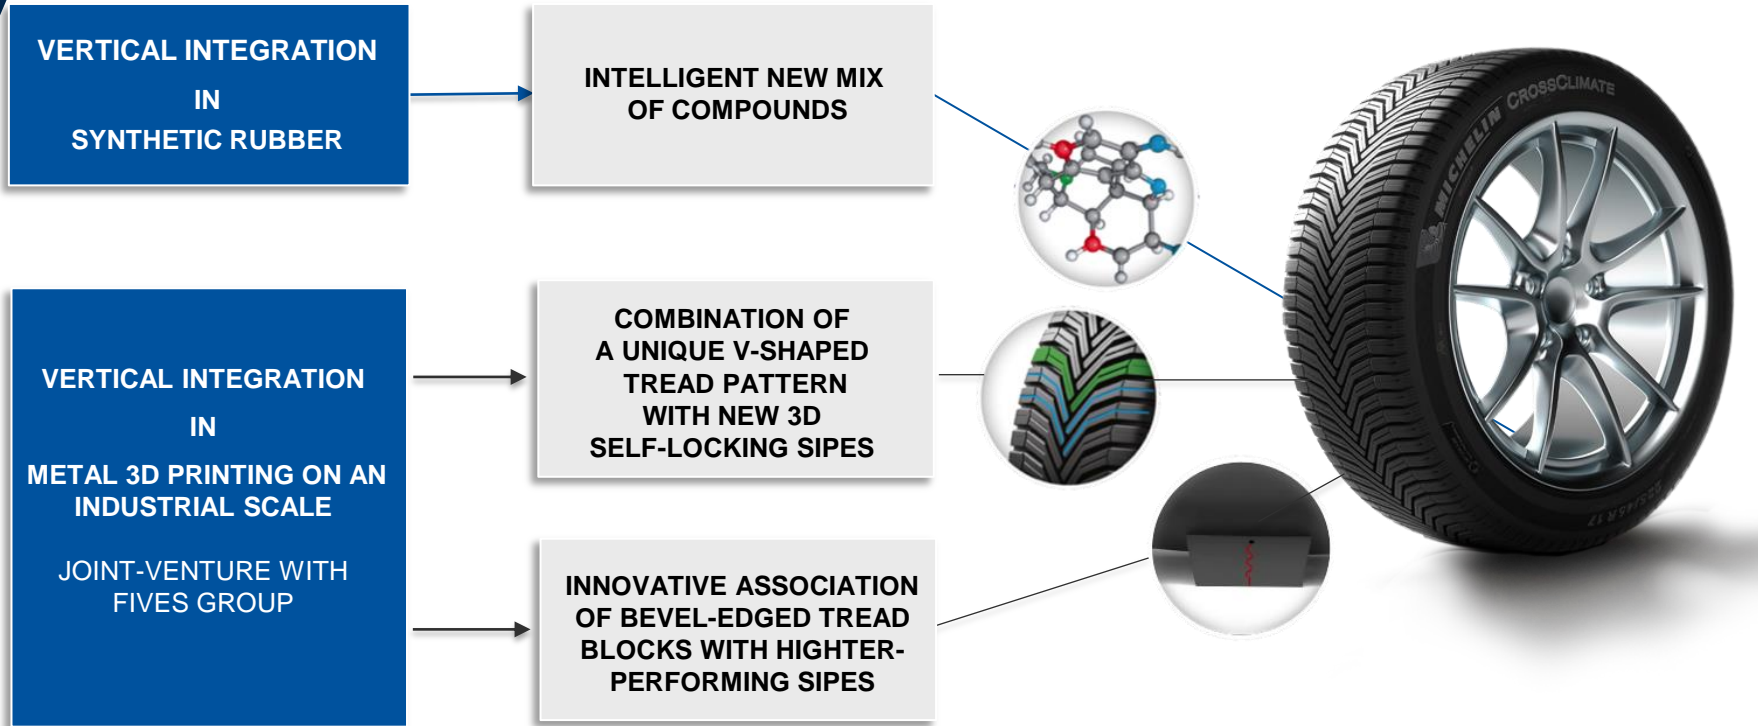 VERTICAL INTEGRATION
IN
SYNTHETIC RUBBER
INTELLIGENT NEW MIX
OF COMPOUNDS
VERTICAL INTEGRATION
IN
METAL 3D PRINTING ON AN
INDUSTRIAL SCALE
JOINT-VENTURE WITH
FIVES GROUP
COMBINATION OF
A UNIQUE V-SHAPED
TREAD PATTERN
WITH NEW 3D
SELF-LOCKING SIPES
INNOVATIVE ASSOCIATION
OF BEVEL-EDGED TREAD
BLOCKS WITH HIGHTER-
PERFORMING SIPES
MICHELIN CROSSCLIMATE